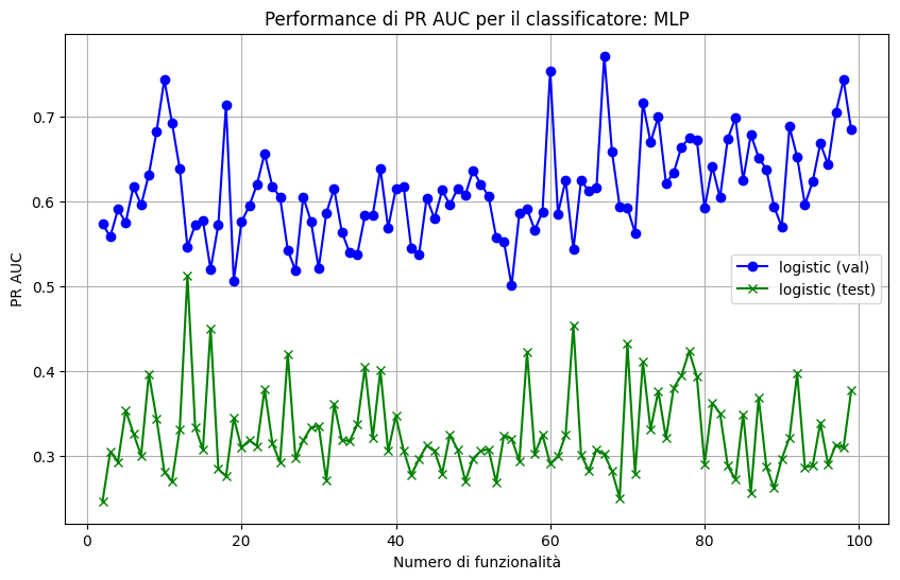 Performance di PR AUC per il classificatore: MLP
PR AUC
0.7
0.6
0.5
0.4
0.3
logistic (val)
logistic (test)
0
20
40
60
80
100
Numero di funzionalità